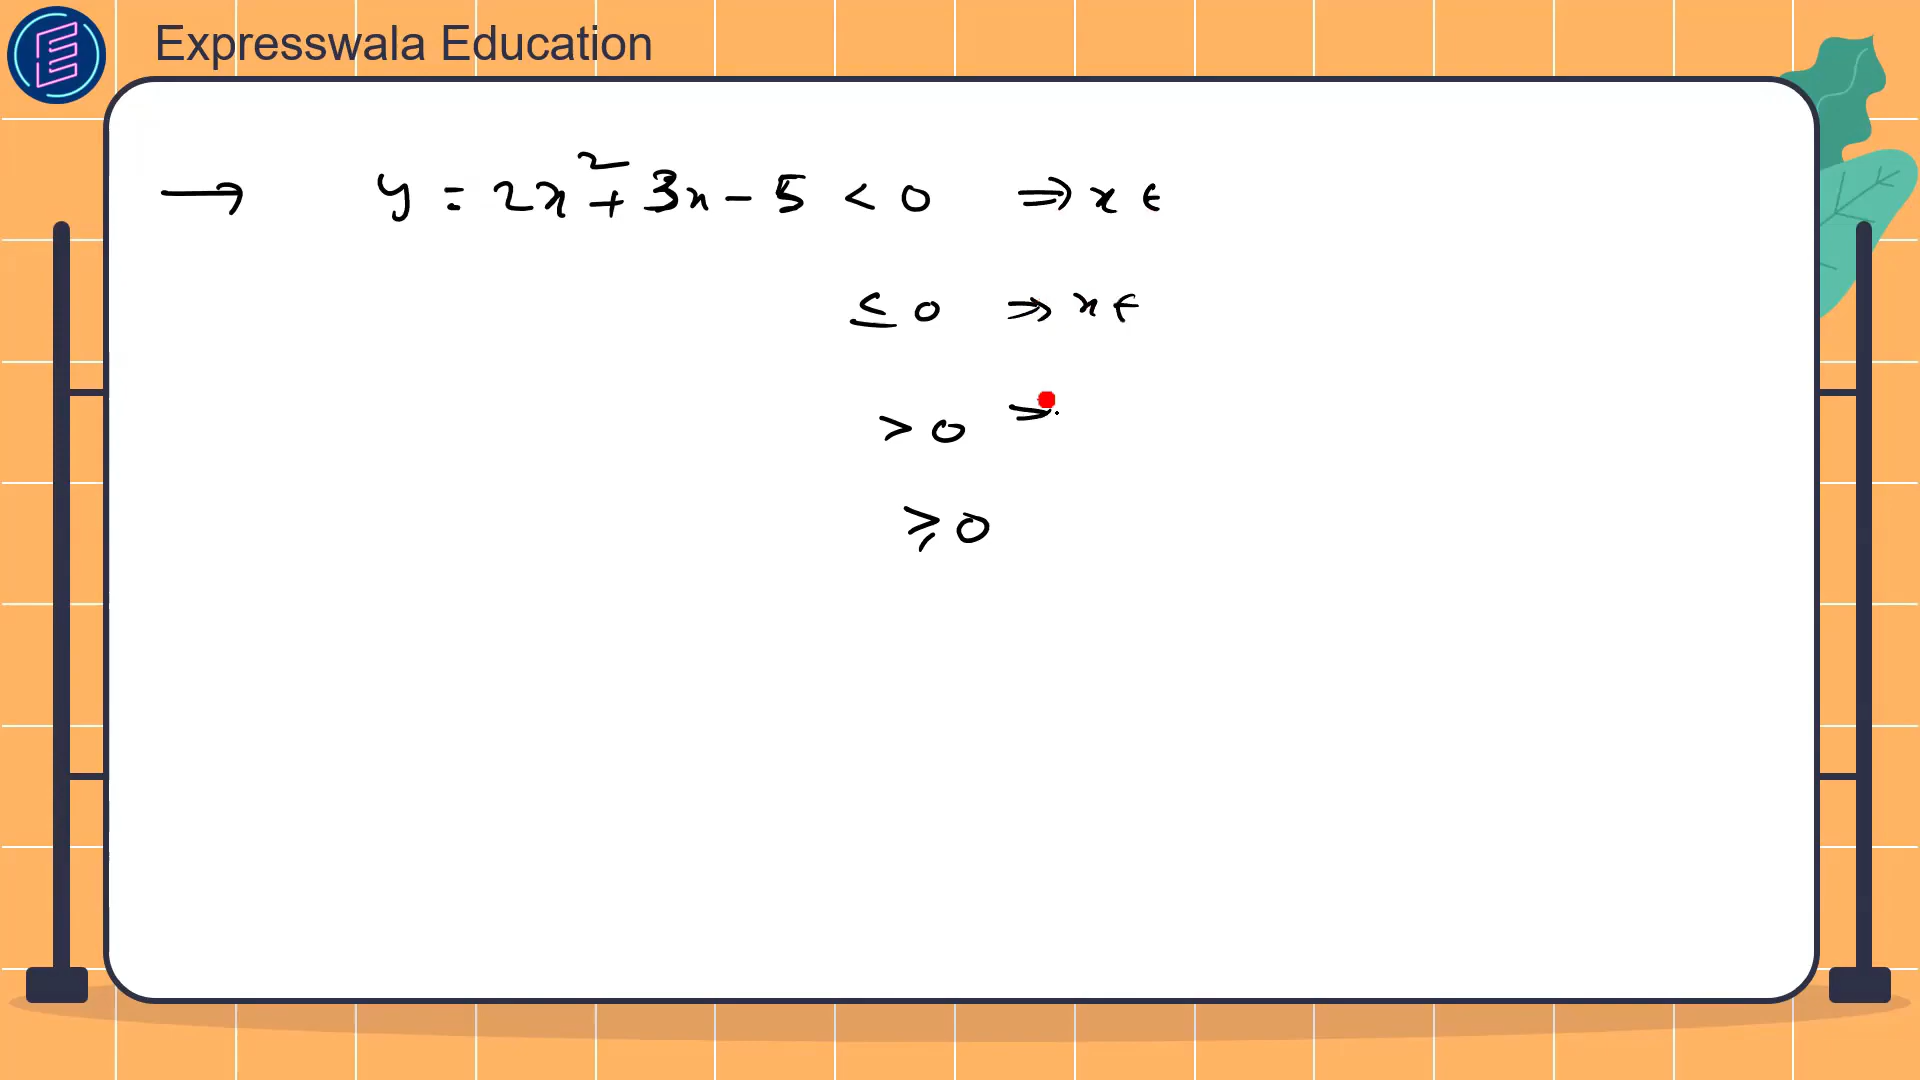 Expresswala Education
→ y = 2x² + 3x - 5 < 0 ⇒ x ∈
≤ 0 ⇒ x ∈
> 0 ⇒
≥ 0